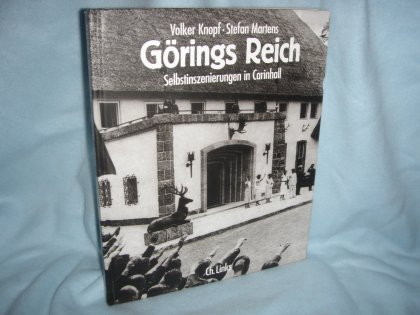 Volker Knopf · Stefan Martens
Görings Reich
Selbstinszenierungen in Carinhall
Ch. Links